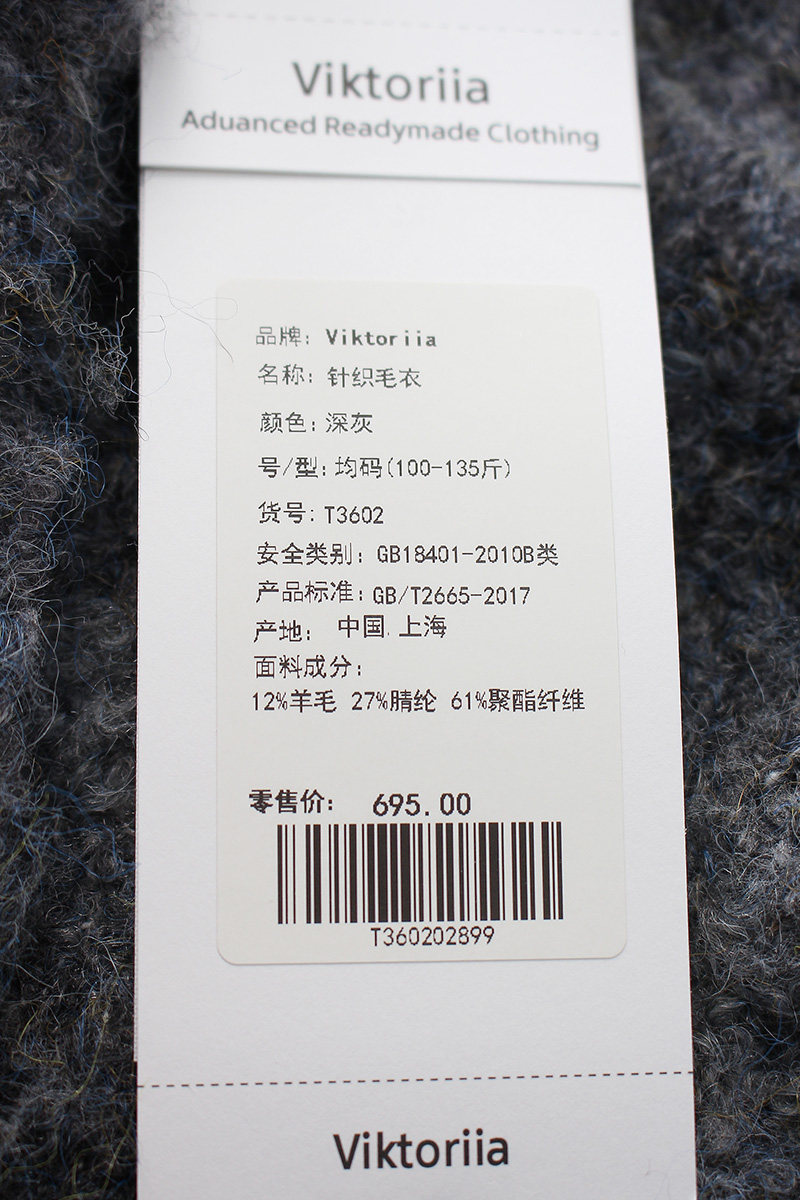 Viktoriia
Aduanced Readymade Clothing
品牌: Viktoriia
名称: 针织毛衣
颜色: 深灰
号/型: 均码(100-135斤)
货号: T3602
安全类别: GB18401-2010B类
产品标准: GB/T2665-2017
产地: 中国.上海
面料成分:
12%羊毛 27%腈纶 61%聚酯纤维
零售价: 695.00
T360202899
Viktoriia